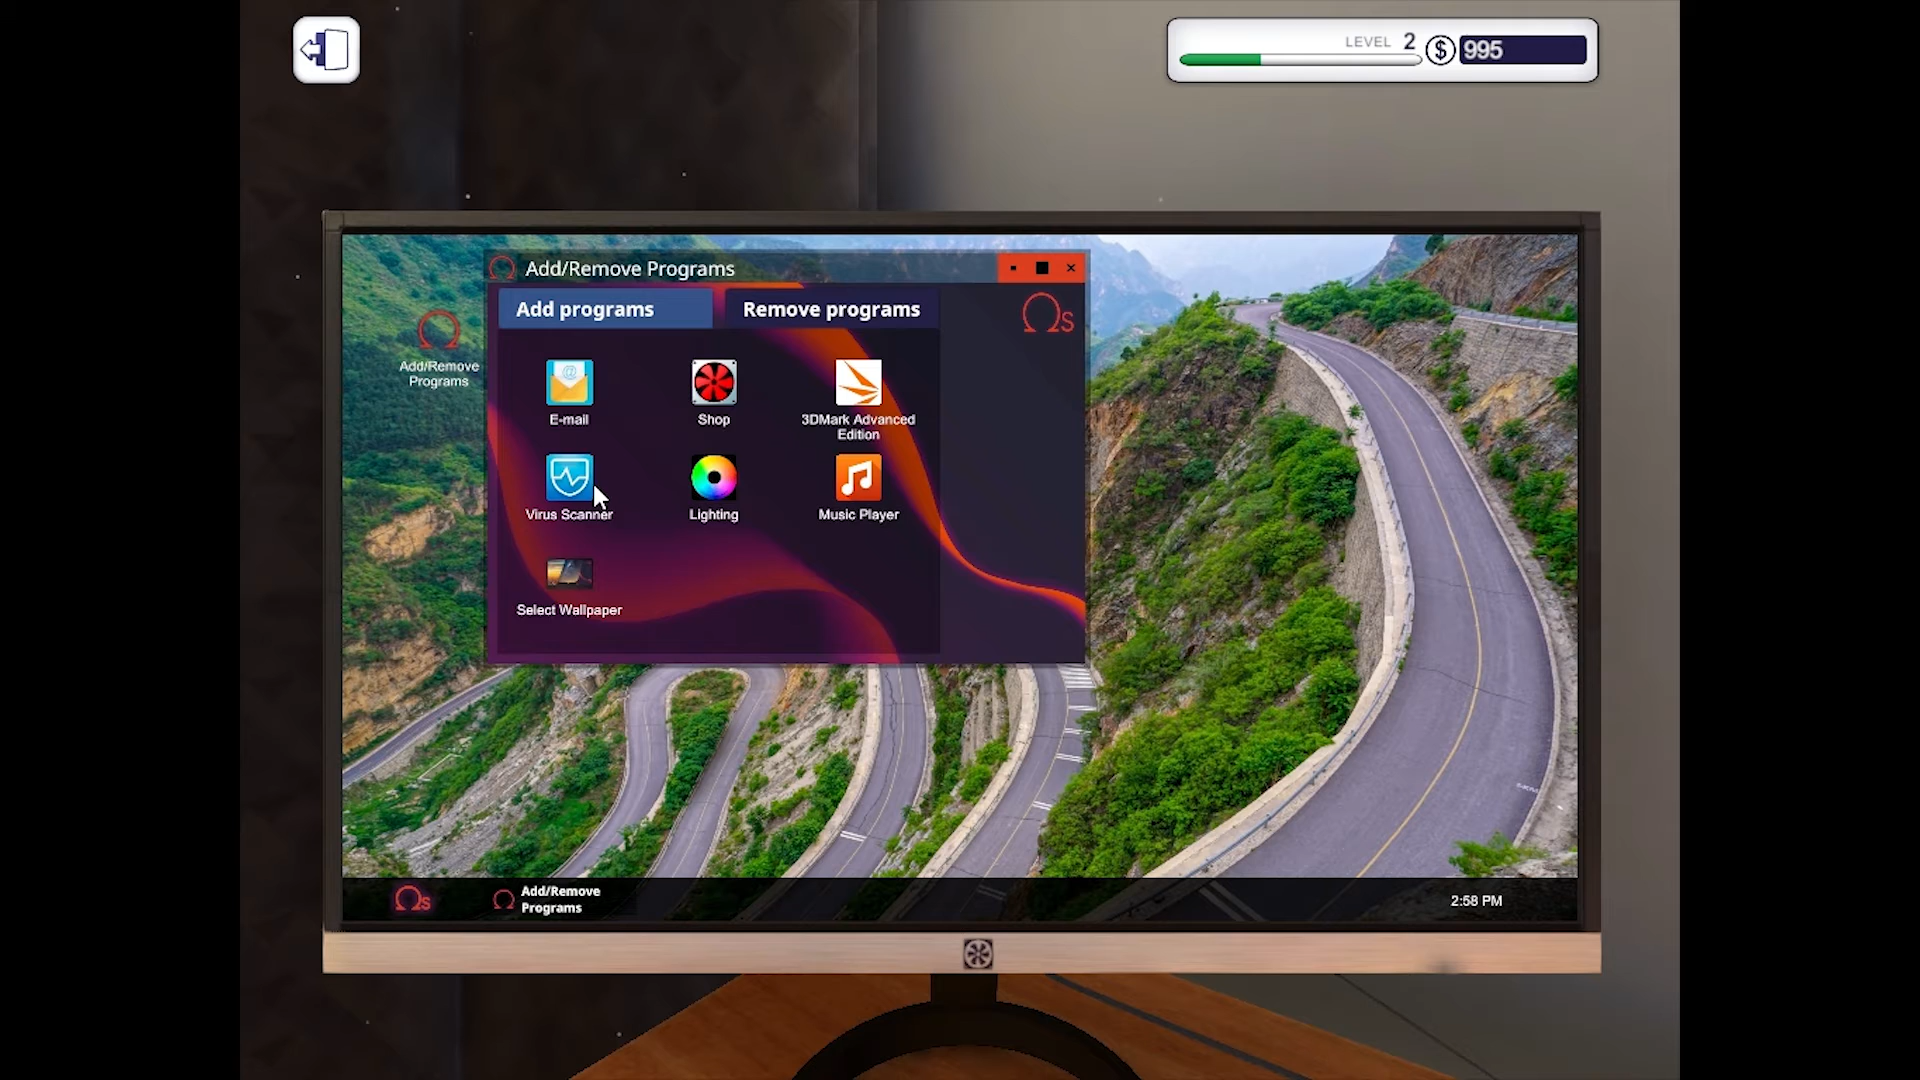 LEVEL 2
995
Add/Remove Programs
Add programs
Remove programs
Add/Remove
Programs
E-mail
Shop
3DMark Advanced
Edition
Virus Scanner
Lighting
Music Player
Select Wallpaper
Add/Remove
Programs
2:58 PM